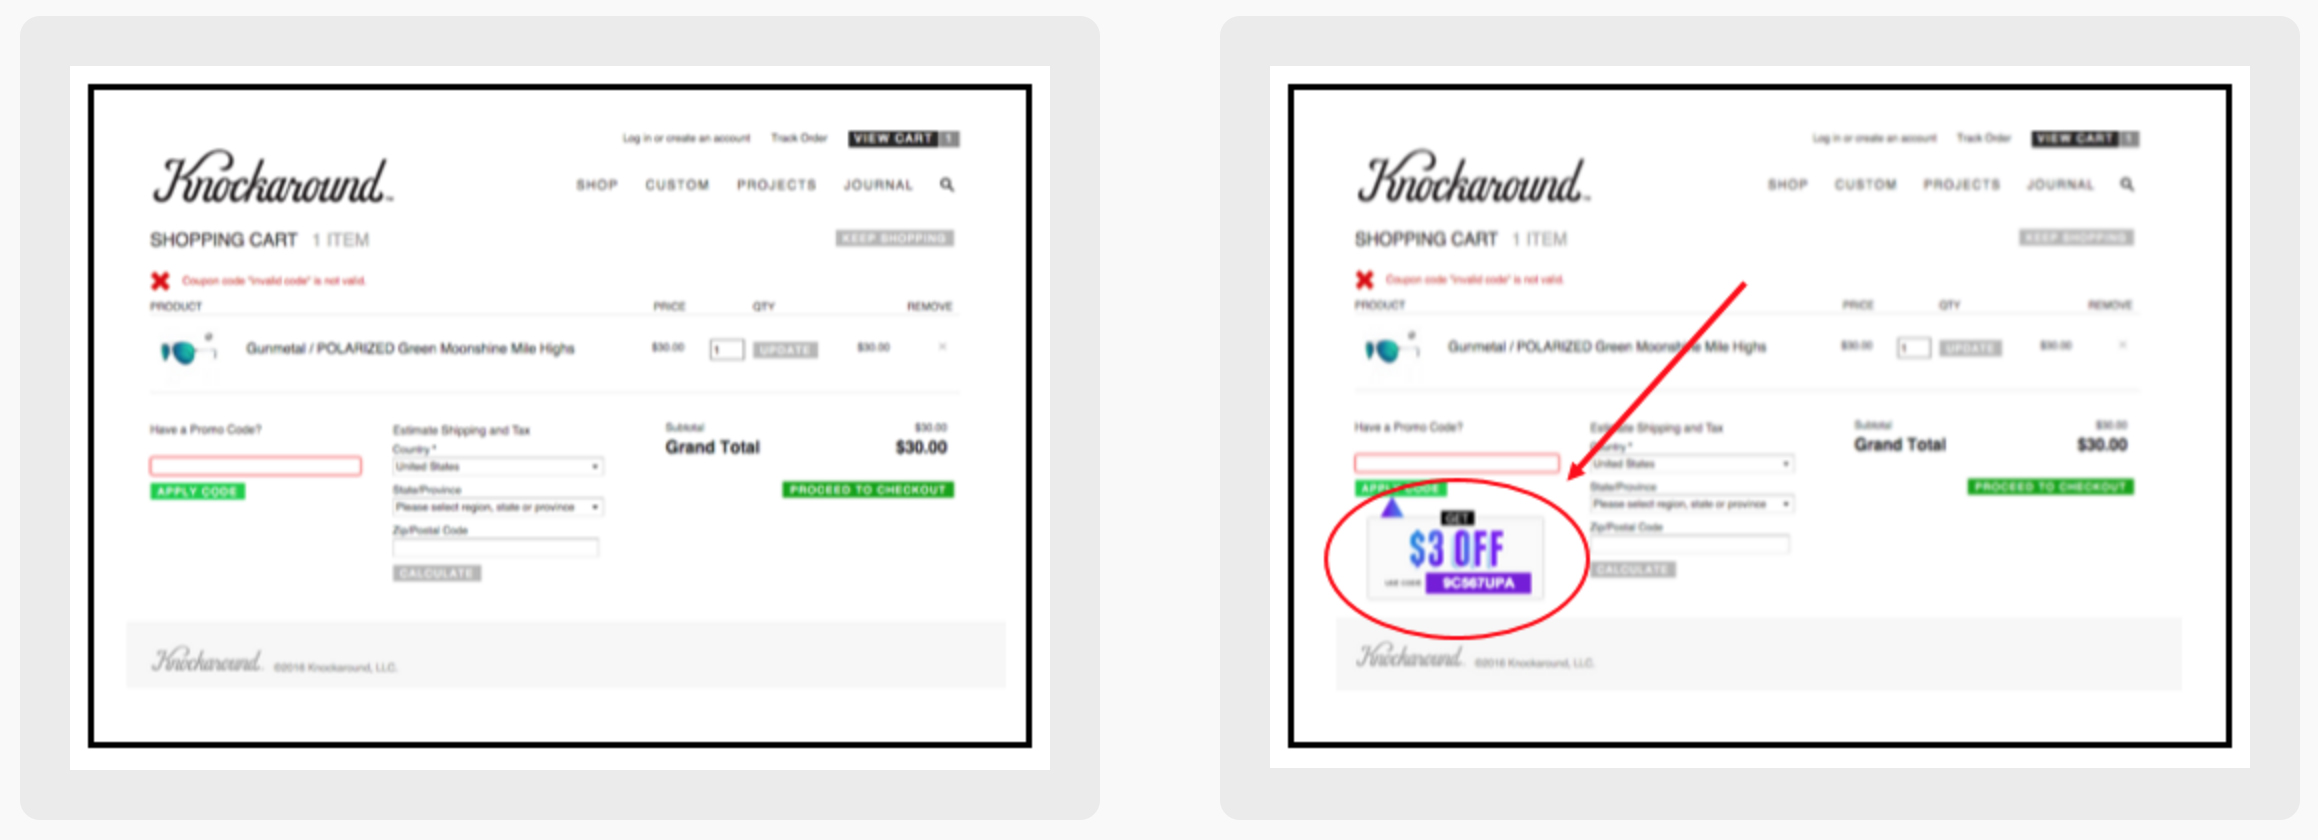 Log in or create an account Track Order VIEW CART 1
Knockaround™
SHOP CUSTOM PROJECTS JOURNAL
SHOPPING CART 1 ITEM KEEP SHOPPING
Coupon code "invalid code" is not valid.
PRODUCT PRICE QTY REMOVE
Gunmetal / POLARIZED Green Moonshine Mile Highs $30.00 1 UPDATE $30.00 ×
Have a Promo Code?
APPLY CODE
Estimate Shipping and Tax
Country *
United States
State/Province
Please select region, state or province
Zip/Postal Code
CALCULATE
Subtotal $30.00
Grand Total $30.00
PROCEED TO CHECKOUT
Knockaround ©2016 Knockaround, LLC.
Log in or create an account Track Order VIEW CART 1
Knockaround™
SHOP CUSTOM PROJECTS JOURNAL
SHOPPING CART 1 ITEM KEEP SHOPPING
Coupon code "invalid code" is not valid.
PRODUCT PRICE QTY REMOVE
Gunmetal / POLARIZED Green Moonshine Mile Highs $30.00 1 UPDATE $30.00 ×
Have a Promo Code?
APPLY CODE
GET
$3 OFF
USE CODE 9C567UPA
Estimate Shipping and Tax
Country *
United States
State/Province
Please select region, state or province
Zip/Postal Code
CALCULATE
Subtotal $30.00
Grand Total $30.00
PROCEED TO CHECKOUT
Knockaround ©2016 Knockaround, LLC.